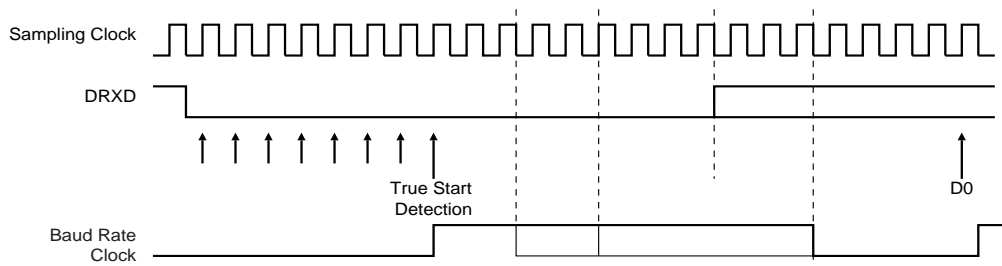 Sampling Clock
DRXD
True Start
Detection
D0
Baud Rate
Clock